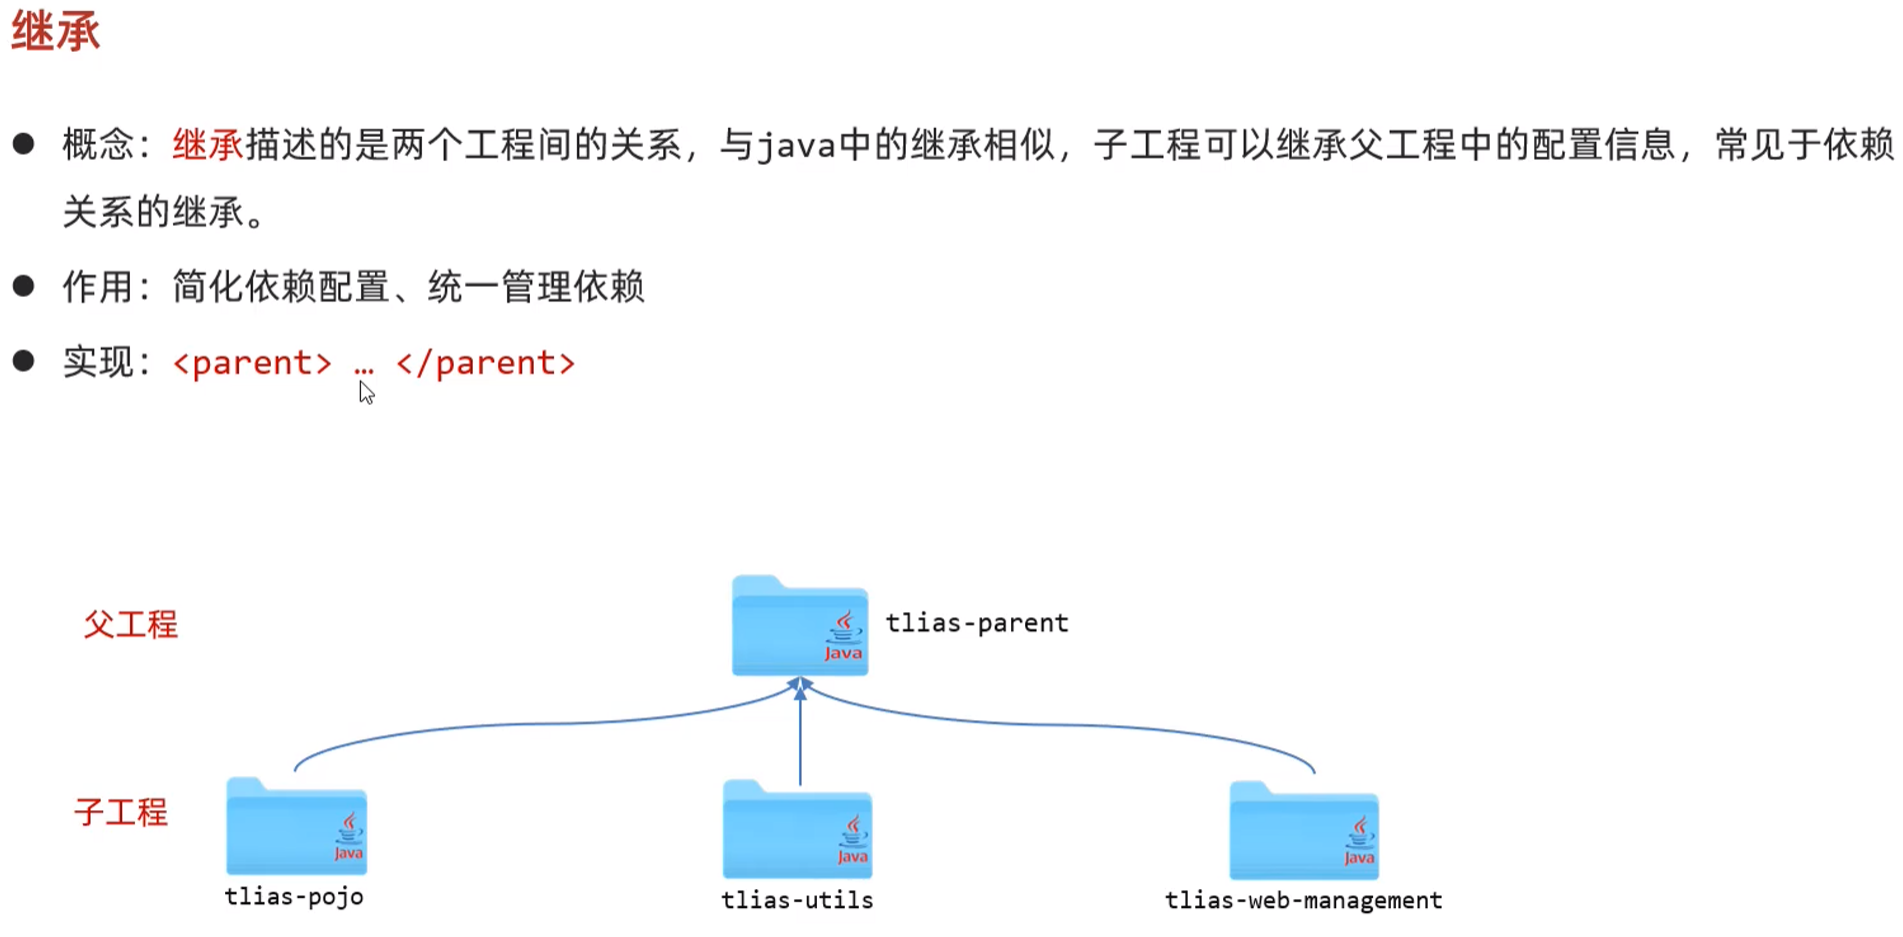 继承
● 概念：继承描述的是两个工程间的关系，与java中的继承相似，子工程可以继承父工程中的配置信息，常见于依赖
关系的继承。
● 作用：简化依赖配置、统一管理依赖
● 实现：<parent> … </parent>
父工程
Java
tlias-parent
子工程
Java
Java
Java
tlias-pojo
tlias-utils
tlias-web-management